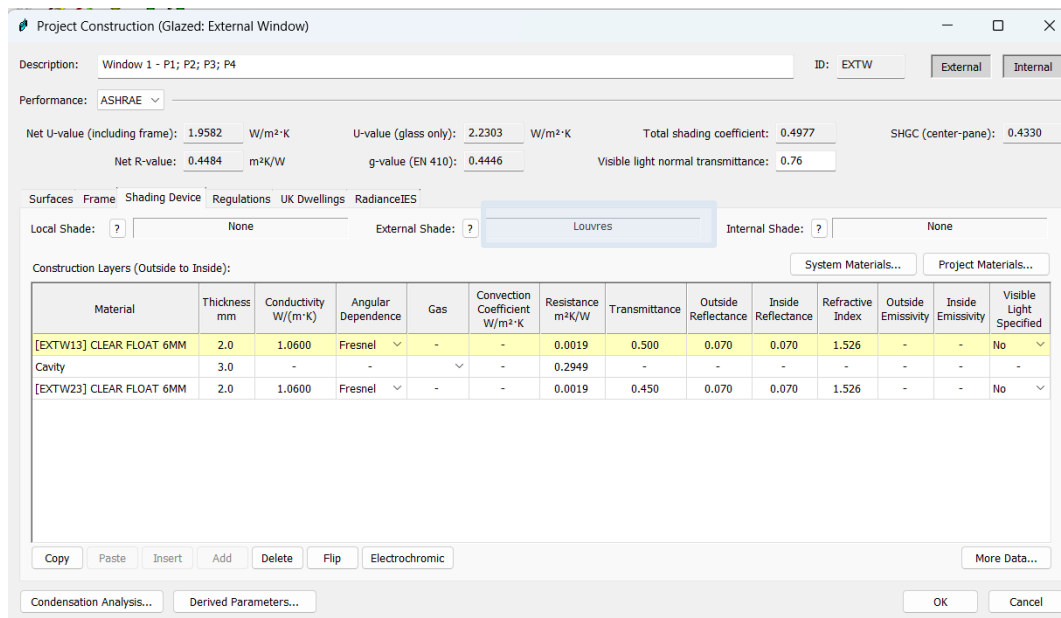 Project Construction (Glazed: External Window)
Description: Window 1 - P1; P2; P3; P4 ID: EXTW External Internal
Performance: ASHRAE
Net U-value (including frame): 1.9582 W/m²·K U-value (glass only): 2.2303 W/m²·K Total shading coefficient: 0.4977 SHGC (center-pane): 0.4330
Net R-value: 0.4484 m²K/W g-value (EN 410): 0.4446 Visible light normal transmittance: 0.76
Surfaces Frame Shading Device Regulations UK Dwellings RadianceIES
Local Shade: ? None External Shade: ? Louvres Internal Shade: ? None
Construction Layers (Outside to Inside): System Materials... Project Materials...
Material Thickness mm Conductivity W/(m·K) Angular Dependence Gas Convection Coefficient W/m²·K Resistance m²K/W Transmittance Outside Reflectance Inside Reflectance Refractive Index Outside Emissivity Inside Emissivity Visible Light Specified
[EXTW13] CLEAR FLOAT 6MM 2.0 1.0600 Fresnel - - 0.0019 0.500 0.070 0.070 1.526 - - No
Cavity 3.0 - - - 0.2949 - - - - - - -
[EXTW23] CLEAR FLOAT 6MM 2.0 1.0600 Fresnel - - 0.0019 0.450 0.070 0.070 1.526 - - No
Copy Paste Insert Add Delete Flip Electrochromic More Data...
Condensation Analysis... Derived Parameters... OK Cancel